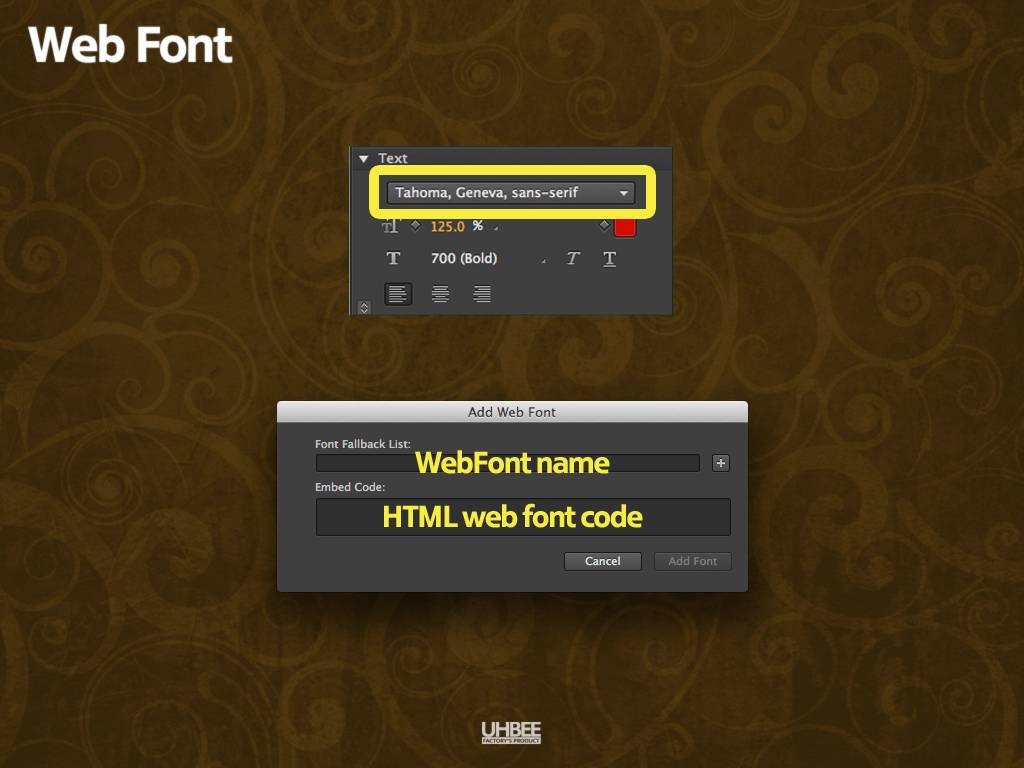 Web Font
Text
Tahoma, Geneva, sans-serif
125.0 %
700 (Bold)
Add Web Font
Font Fallback List:
WebFont name
Embed Code:
HTML web font code
Cancel Add Font
UHBEE
FACTORY'S PRODUCT